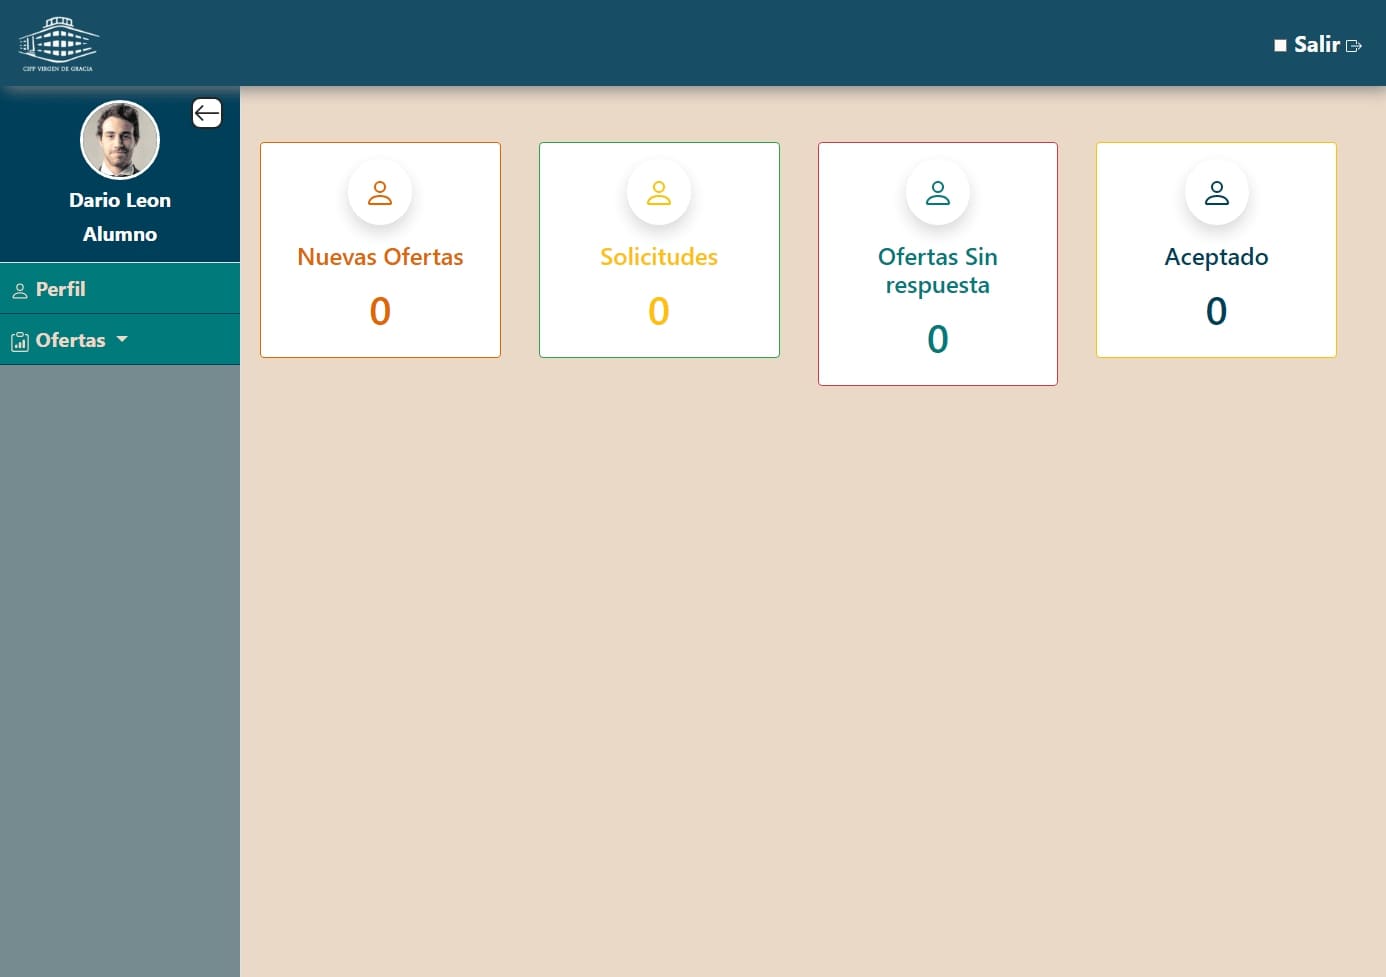 CIFP VIRGEN DE GRACIA
Salir
Dario Leon
Alumno
Perfil
Ofertas
Nuevas Ofertas
0
Solicitudes
0
Ofertas Sin
respuesta
0
Aceptado
0